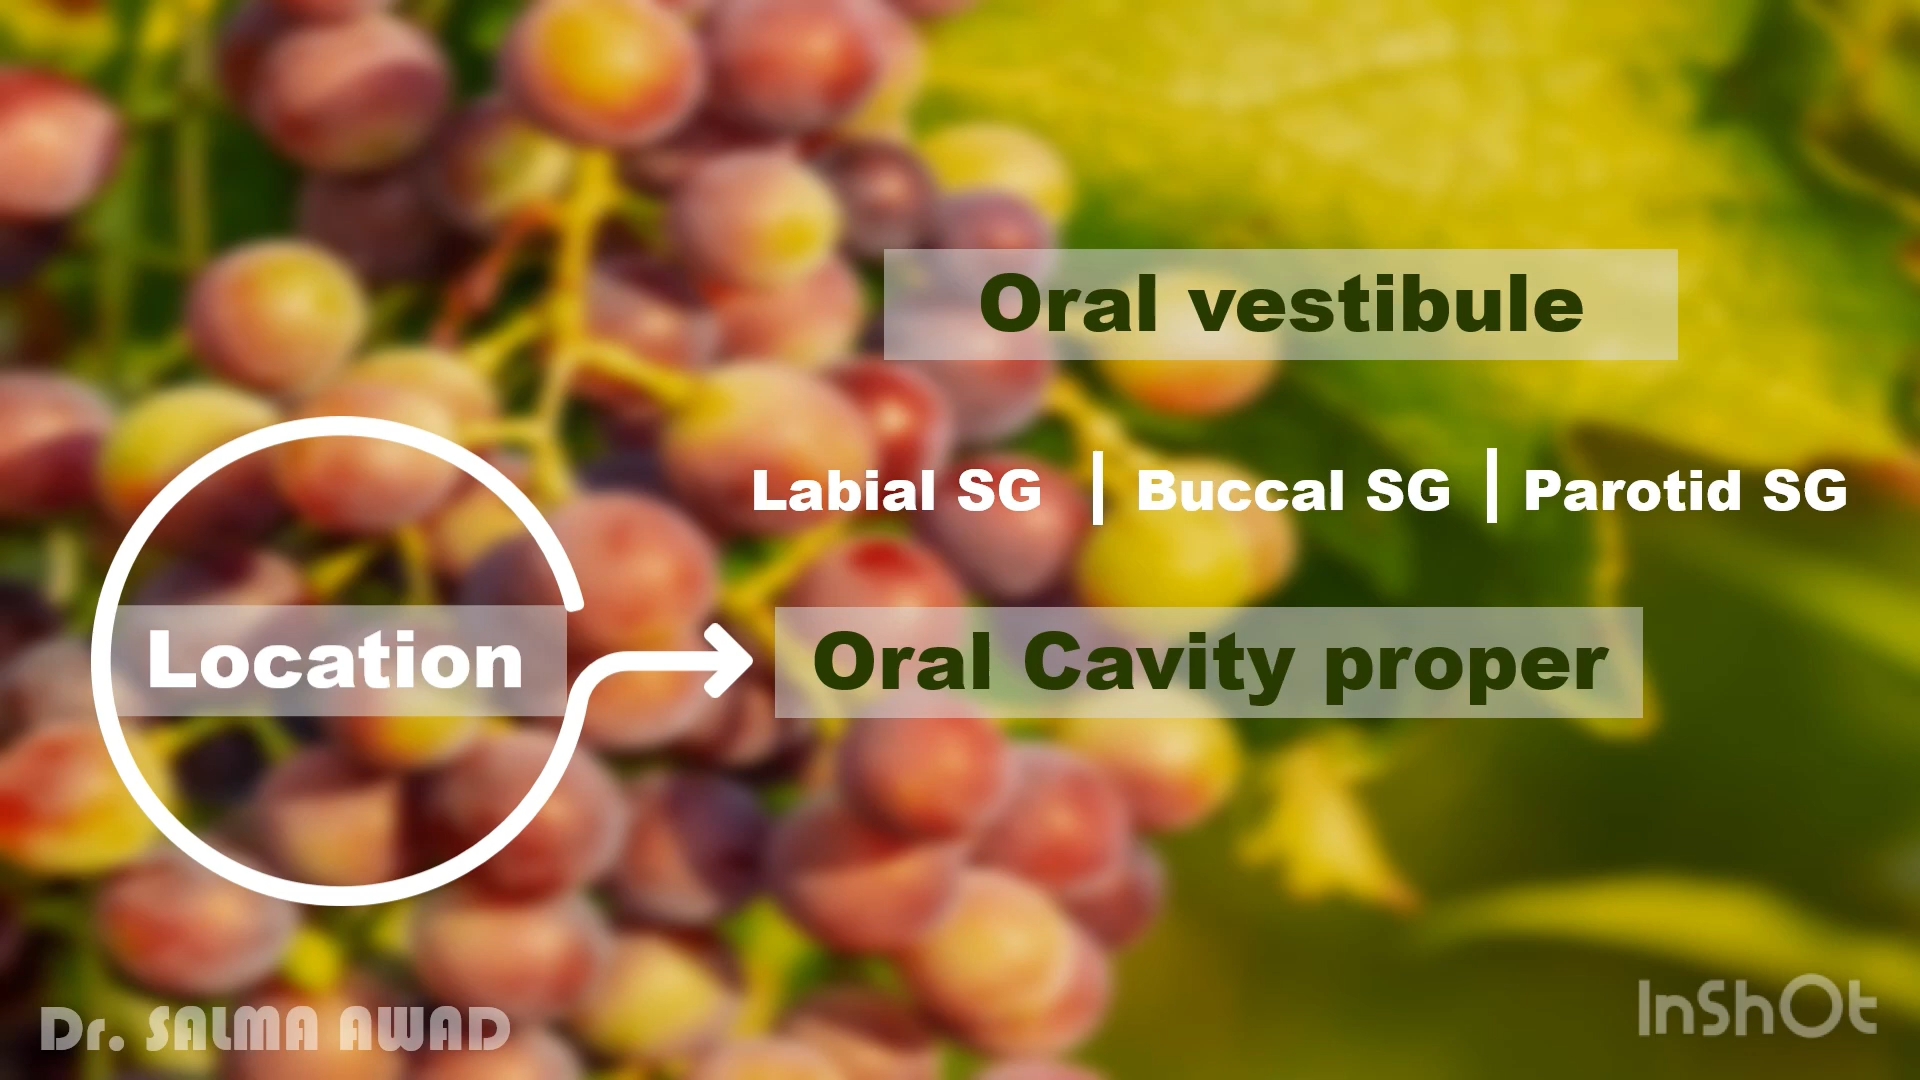 Oral vestibule
Labial SG | Buccal SG | Parotid SG
Location
Oral Cavity proper
Dr. SALMA AWAD
InShOt